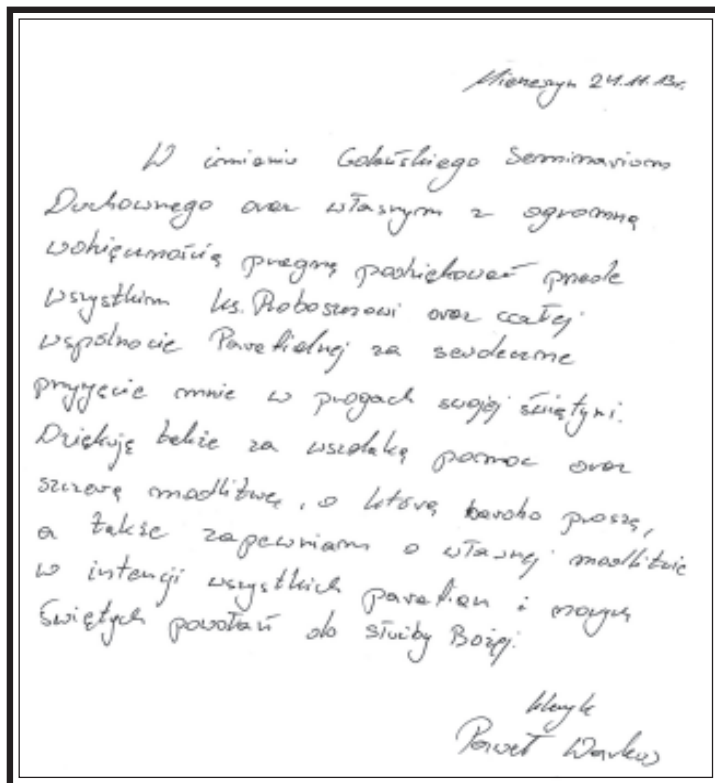 24.11.13r.
W imieniu Gdańskiego Seminarium
Duchownego oraz własnym z ogromną
wdzięcznością pragnę podziękować przede
wszystkim ks. Proboszczowi oraz całej
wspólnocie Parafialnej za serdeczne
przyjęcie mnie w progach swojej świątyni.
Dziękuję także za wszelaką pomoc oraz
szczerą modlitwę, o którą bardzo proszę,
a także zapewniam o własnej modlitwie
w intencji wszystkich parafian i nowych
świętych powołań do służby Bożej.
kleryk
Paweł